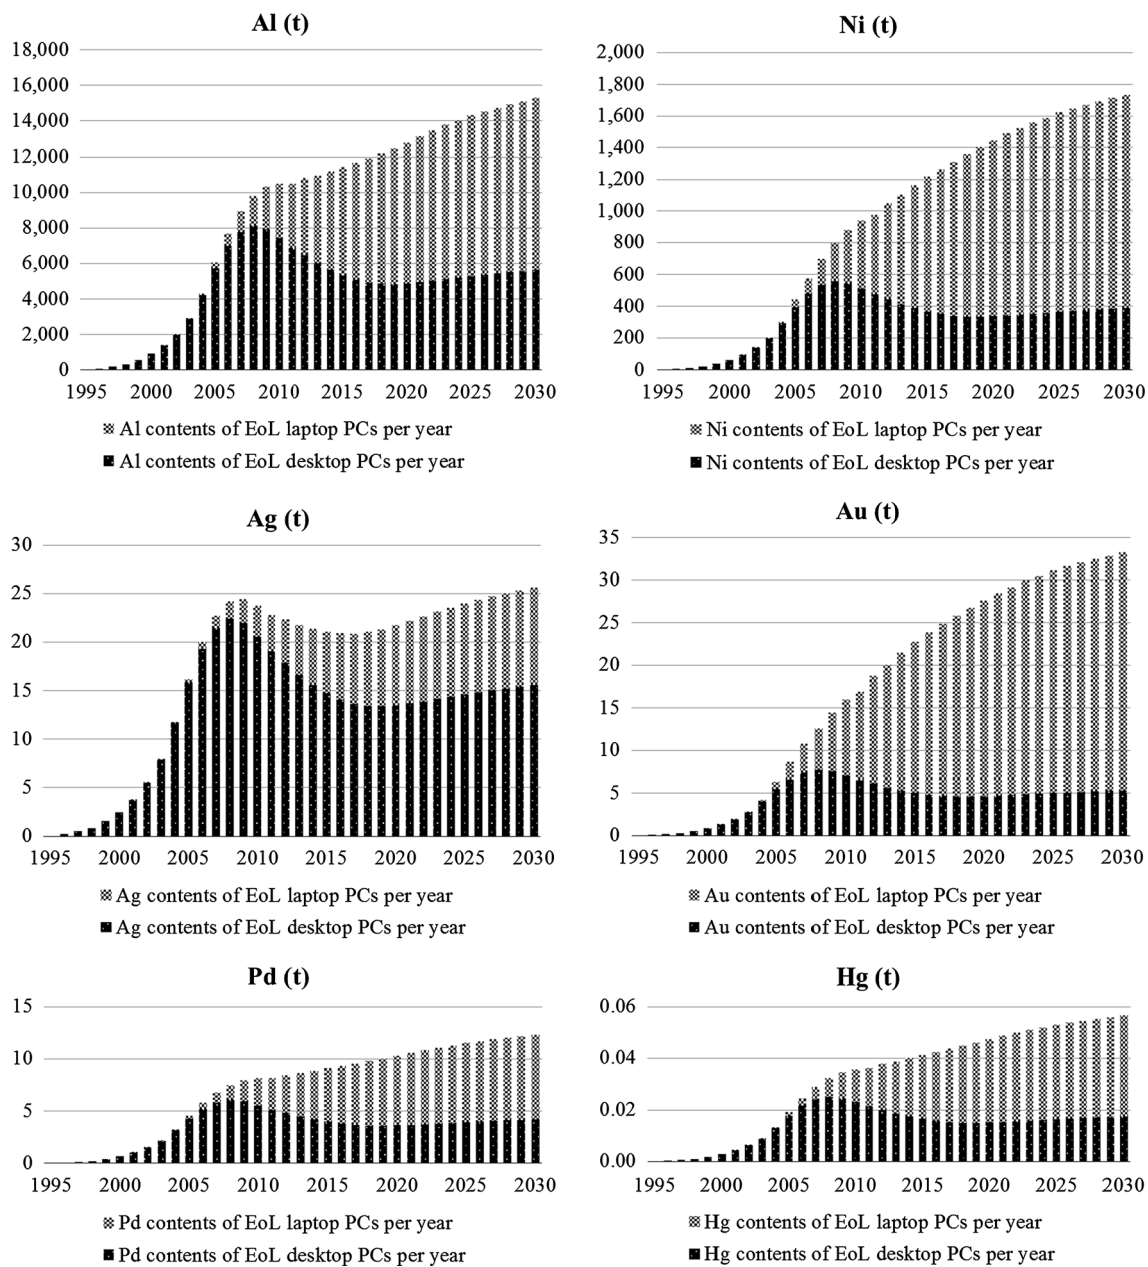 Al (t)
18,000
16,000
14,000
12,000
10,000
8,000
6,000
4,000
2,000
0
1995 2000 2005 2010 2015 2020 2025 2030
Al contents of EoL laptop PCs per year
Al contents of EoL desktop PCs per year
Ni (t)
2,000
1,800
1,600
1,400
1,200
1,000
800
600
400
200
0
1995 2000 2005 2010 2015 2020 2025 2030
Ni contents of EoL laptop PCs per year
Ni contents of EoL desktop PCs per year
Ag (t)
30
25
20
15
10
5
0
1995 2000 2005 2010 2015 2020 2025 2030
Ag contents of EoL laptop PCs per year
Ag contents of EoL desktop PCs per year
Au (t)
35
30
25
20
15
10
5
0
1995 2000 2005 2010 2015 2020 2025 2030
Au contents of EoL laptop PCs per year
Au contents of EoL desktop PCs per year
Pd (t)
15
10
5
0
1995 2000 2005 2010 2015 2020 2025 2030
Pd contents of EoL laptop PCs per year
Pd contents of EoL desktop PCs per year
Hg (t)
0.06
0.04
0.02
0.00
1995 2000 2005 2010 2015 2020 2025 2030
Hg contents of EoL laptop PCs per year
Hg contents of EoL desktop PCs per year